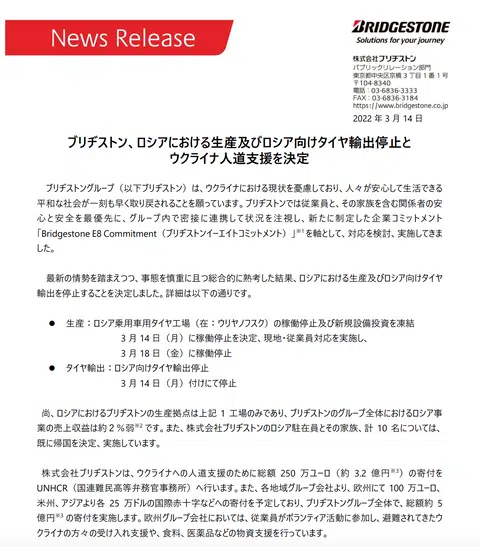 News Release
BRIDGESTONE
Solutions for your journey
株式会社ブリヂストン
パブリックリレーション部門
東京都中央区京橋3丁目1番1号
〒104-8340
電話:03-6836-3333
FAX:03-6836-3184
https://www.bridgestone.co.jp
2022 年 3 月 14 日
ブリヂストン、ロシアにおける生産及びロシア向けタイヤ輸出停止と
ウクライナ人道支援を決定
ブリヂストングループ(以下ブリヂストン)は、ウクライナにおける現状を憂慮しており、人々が安心して生活できる
平和な社会が一刻も早く取り戻されることを願っています。ブリヂストンでは従業員と、その家族を含む関係者の安
心と安全を最優先に、グループ内で密接に連携して状況を注視し、新たに制定した企業コミットメント
「Bridgestone E8 Commitment(ブリヂストンイーエイトコミットメント)」※1を軸として、対応を検討、実施してきま
した。
最新の情勢を踏まえつつ、事態を慎重に且つ総合的に熟考した結果、ロシアにおける生産及びロシア向けタイヤ
輸出を停止することを決定しました。詳細は以下の通りです。
● 生産:ロシア乗用車用タイヤ工場(在:ウリヤノフスク)の稼働停止及び新規設備投資を凍結
3 月 14 日(月)に稼働停止を決定、現地・従業員対応を実施し、
3 月 18 日(金)に稼働停止
● タイヤ輸出:ロシア向けタイヤ輸出停止
3 月 14 日(月)付けにて停止
尚、ロシアにおけるブリヂストンの生産拠点は上記 1 工場のみであり、ブリヂストンのグループ全体におけるロシア事
業の売上収益は約2%弱※2です。また、株式会社ブリヂストンのロシア駐在員とその家族、計 10 名については、
既に帰国を決定、実施しています。
株式会社ブリヂストンは、ウクライナへの人道支援のために総額 250 万ユーロ(約 3.2 億円※3)の寄付を
UNHCR(国連難民高等弁務官事務所)へ行います。また、各地域グループ会社より、欧州にて 100 万ユーロ、
米州、アジアより各 25 万ドルの国際赤十字などへの寄付を予定しており、ブリヂストングループ全体で、総額約 5
億円※3の寄付を実施します。欧州グループ会社においては、従業員がボランティア活動に参加し、避難されてきたウ
クライナの方々の受け入れ支援や、食料、医薬品などの物資支援を行っています。